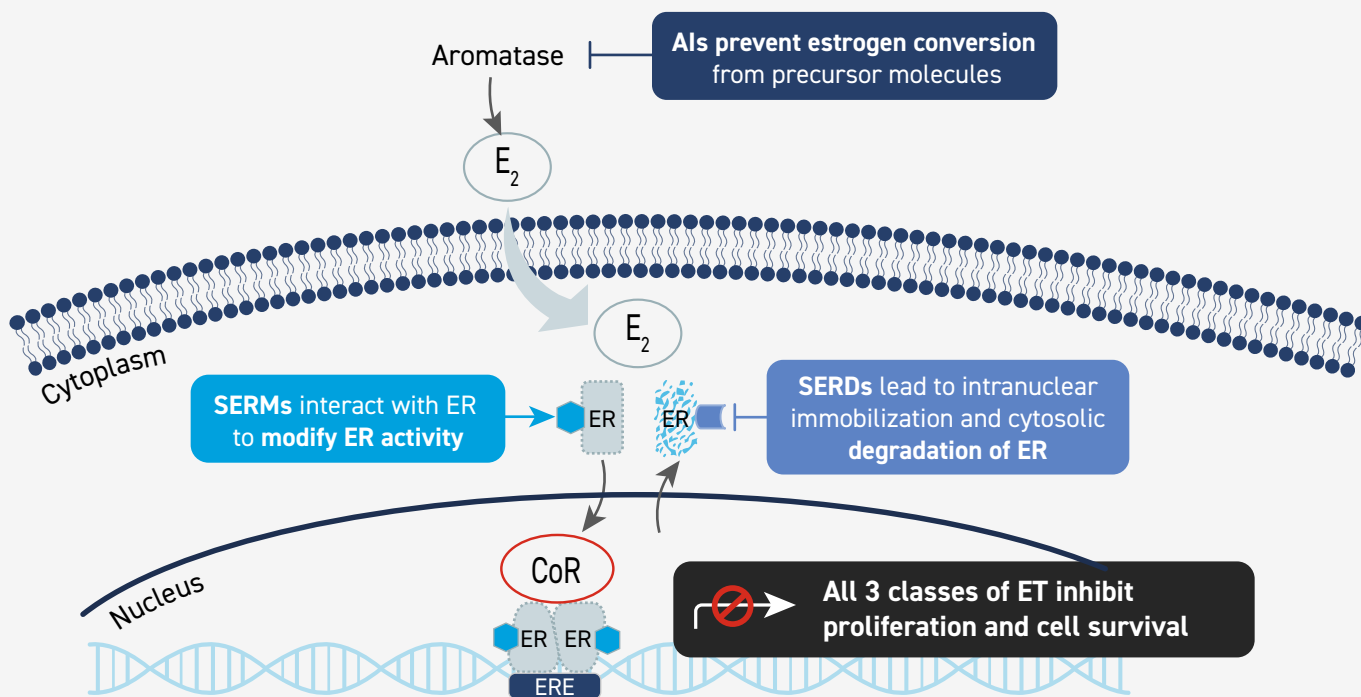 Aromatase
AIs prevent estrogen conversion
from precursor molecules
E₂
E₂
Cytoplasm
SERMs interact with ER
to modify ER activity
ER
ER
SERDs lead to intranuclear
immobilization and cytosolic
degradation of ER
Nucleus
CoR
ER ER
ERE
All 3 classes of ET inhibit
proliferation and cell survival